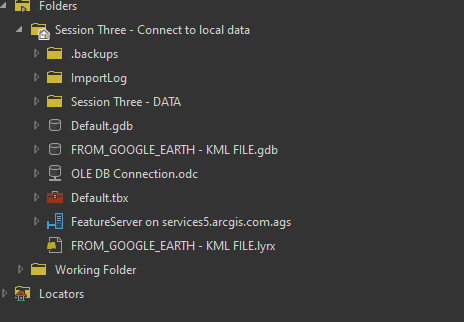 Folders
Session Three - Connect to local data
.backups
ImportLog
Session Three - DATA
Default.gdb
FROM_GOOGLE_EARTH - KML FILE.gdb
OLE DB Connection.odc
Default.tbx
FeatureServer on services5.arcgis.com.ags
FROM_GOOGLE_EARTH - KML FILE.lyrx
Working Folder
Locators